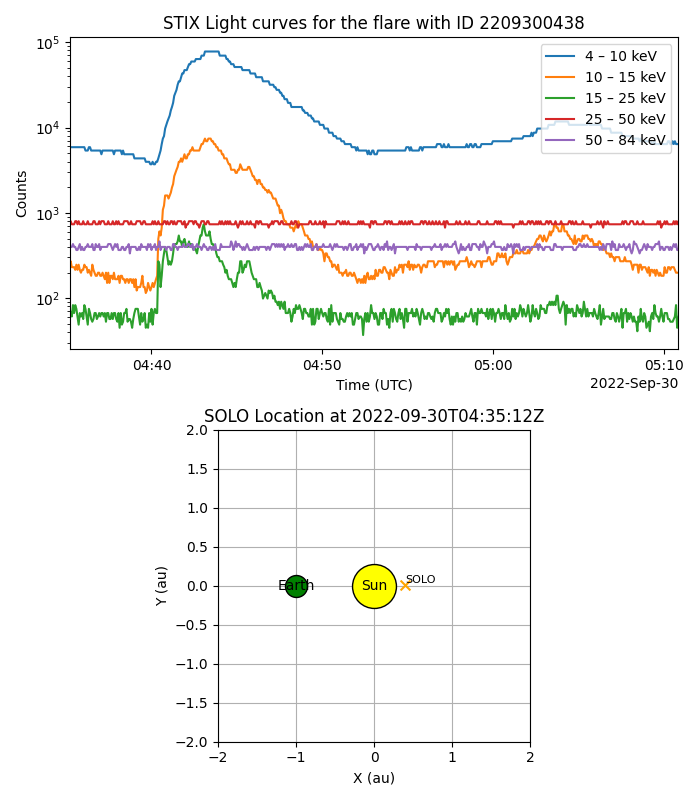 STIX Light curves for the flare with ID 2209300438
10⁵
10⁴
10³
10²
Counts
4 – 10 keV
10 – 15 keV
15 – 25 keV
25 – 50 keV
50 – 84 keV
04:40 04:50 05:00 05:10
Time (UTC)
2022-Sep-30
SOLO Location at 2022-09-30T04:35:12Z
2.0
1.5
1.0
0.5
0.0
−0.5
−1.0
−1.5
−2.0
Y (au)
Earth
Sun
SOLO
−2 −1 0 1 2
X (au)